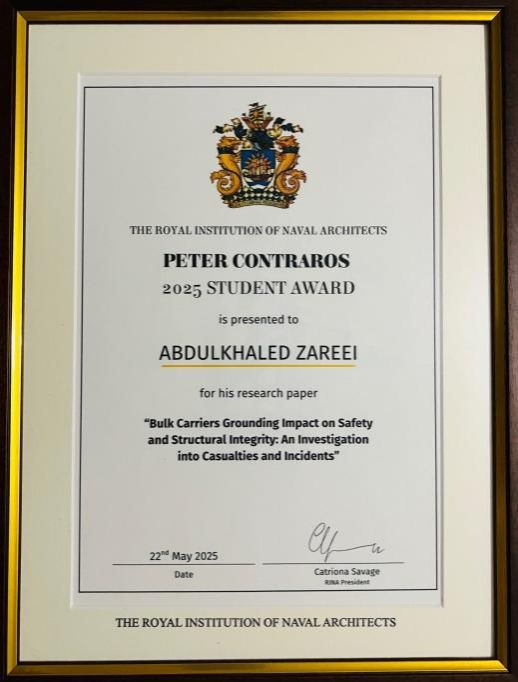 THE ROYAL INSTITUTION OF NAVAL ARCHITECTS
PETER CONTRAROS
2025 STUDENT AWARD
is presented to
ABDULKHALED ZAREEI
for his research paper
“Bulk Carriers Grounding Impact on Safety
and Structural Integrity: An Investigation
into Casualties and Incidents”
22nd May 2025
Date
Catriona Savage
RINA President
THE ROYAL INSTITUTION OF NAVAL ARCHITECTS